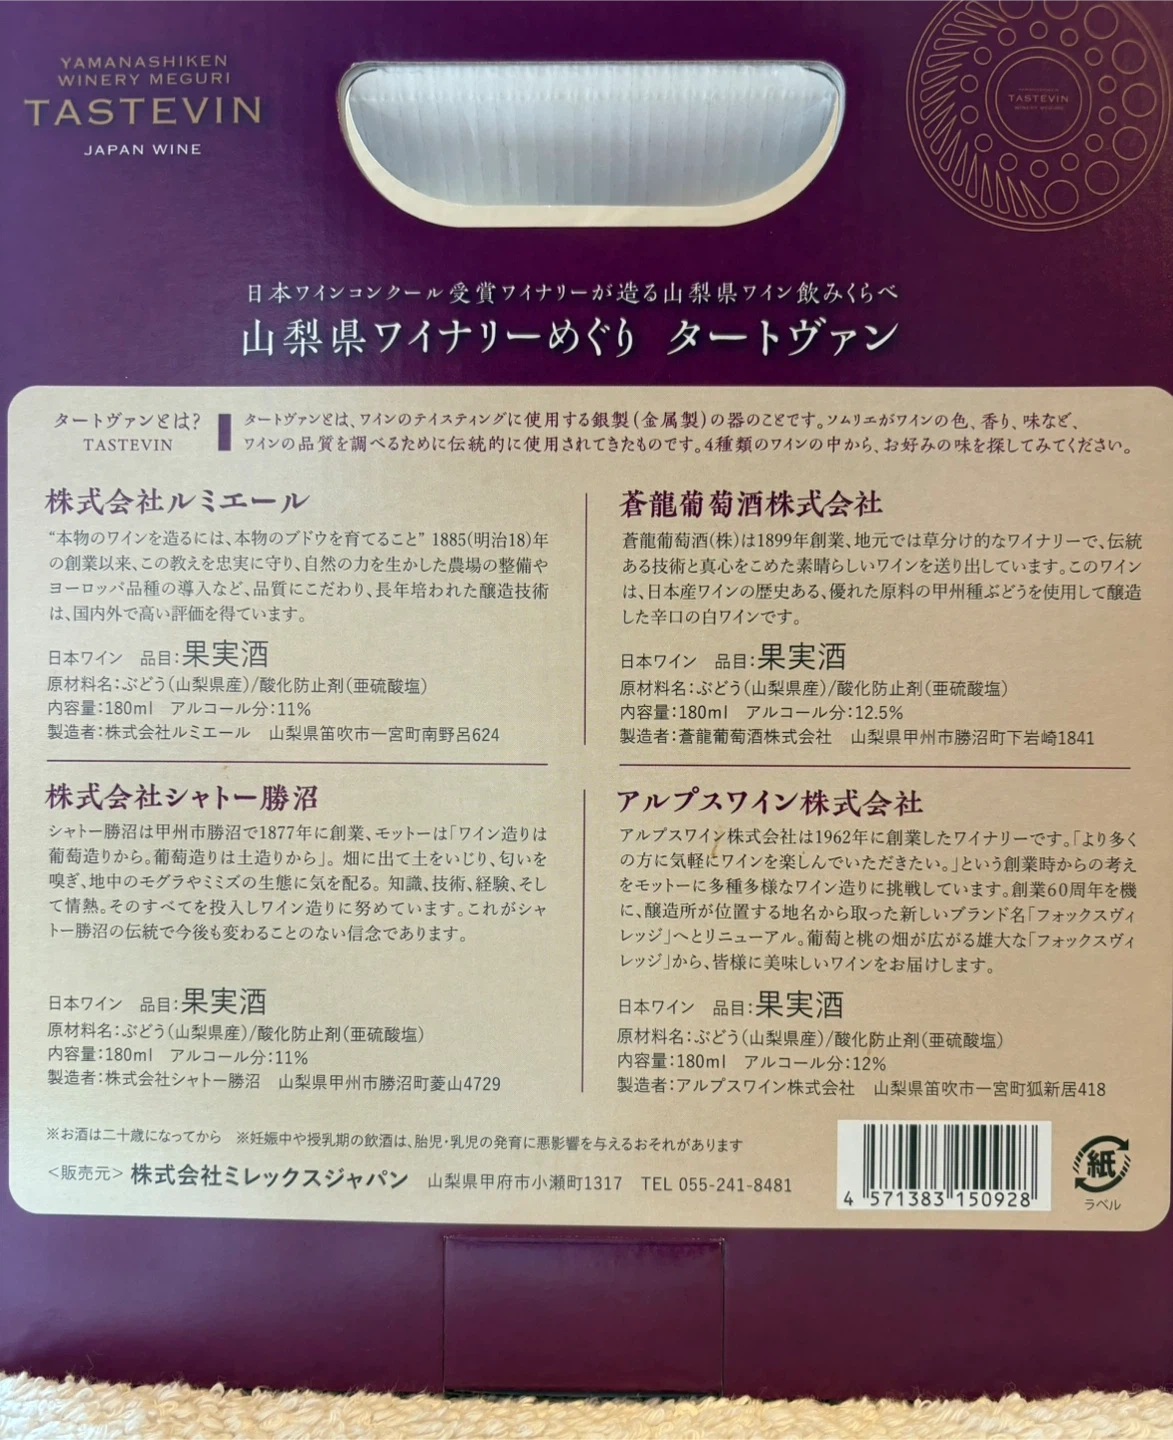 YAMANASHIKEN
WINERY MEGURI
TASTEVIN
JAPAN WINE
TASTEVIN
日本ワインコンクール受賞ワイナリーが造る山梨県ワイン飲みくらべ
山梨県ワイナリーめぐり タートヴァン
タートヴァンとは?
TASTEVIN
タートヴァンとは、ワインのテイスティングに使用する銀製(金属製)の器のことです。ソムリエがワインの色、香り、味など、
ワインの品質を調べるために伝統的に使用されてきたものです。4種類のワインの中から、お好みの味を探してみてください。
株式会社ルミエール
“本物のワインを造るには、本物のブドウを育てること” 1885(明治18)年
の創業以来、この教えを忠実に守り、自然の力を生かした農場の整備や
ヨーロッパ品種の導入など、品質にこだわり、長年培われた醸造技術
は、国内外で高い評価を得ています。
日本ワイン 品目:果実酒
原材料名:ぶどう(山梨県産)/酸化防止剤(亜硫酸塩)
内容量:180ml アルコール分:11%
製造者:株式会社ルミエール 山梨県笛吹市一宮町南野呂624
蒼龍葡萄酒株式会社
蒼龍葡萄酒(株)は1899年創業、地元では草分け的なワイナリーで、伝統
ある技術と真心をこめた素晴らしいワインを送り出しています。このワイン
は、日本産ワインの歴史ある、優れた原料の甲州種ぶどうを使用して醸造
した辛口の白ワインです。
日本ワイン 品目:果実酒
原材料名:ぶどう(山梨県産)/酸化防止剤(亜硫酸塩)
内容量:180ml アルコール分:12.5%
製造者:蒼龍葡萄酒株式会社 山梨県甲州市勝沼町下岩崎1841
株式会社シャトー勝沼
シャトー勝沼は甲州市勝沼で1877年に創業、モットーは「ワイン造りは
葡萄造りから。葡萄造りは土造りから」。畑に出て土をいじり、匂いを
嗅ぎ、地中のモグラやミミズの生態に気を配る。知識、技術、経験、そし
て情熱。そのすべてを投入しワイン造りに努めています。これがシャ
トー勝沼の伝統で今後も変わることのない信念であります。
日本ワイン 品目:果実酒
原材料名:ぶどう(山梨県産)/酸化防止剤(亜硫酸塩)
内容量:180ml アルコール分:11%
製造者:株式会社シャトー勝沼 山梨県甲州市勝沼町菱山4729
アルプスワイン株式会社
アルプスワイン株式会社は1962年に創業したワイナリーです。「より多く
の方に気軽にワインを楽しんでいただきたい。」という創業時からの考え
をモットーに多種多様なワイン造りに挑戦しています。創業60周年を機
に、醸造所が位置する地名から取った新しいブランド名「フォックスヴィ
レッジ」へとリニューアル。葡萄と桃の畑が広がる雄大な「フォックスヴィ
レッジ」から、皆様に美味しいワインをお届けします。
日本ワイン 品目:果実酒
原材料名:ぶどう(山梨県産)/酸化防止剤(亜硫酸塩)
内容量:180ml アルコール分:12%
製造者:アルプスワイン株式会社 山梨県笛吹市一宮町狐新居418
※お酒は二十歳になってから ※妊娠中や授乳期の飲酒は、胎児・乳児の発育に悪影響を与えるおそれがあります
<販売元> 株式会社ミレックスジャパン 山梨県甲府市小瀬町1317 TEL 055-241-8481
4 571383 150928
紙
ラベル